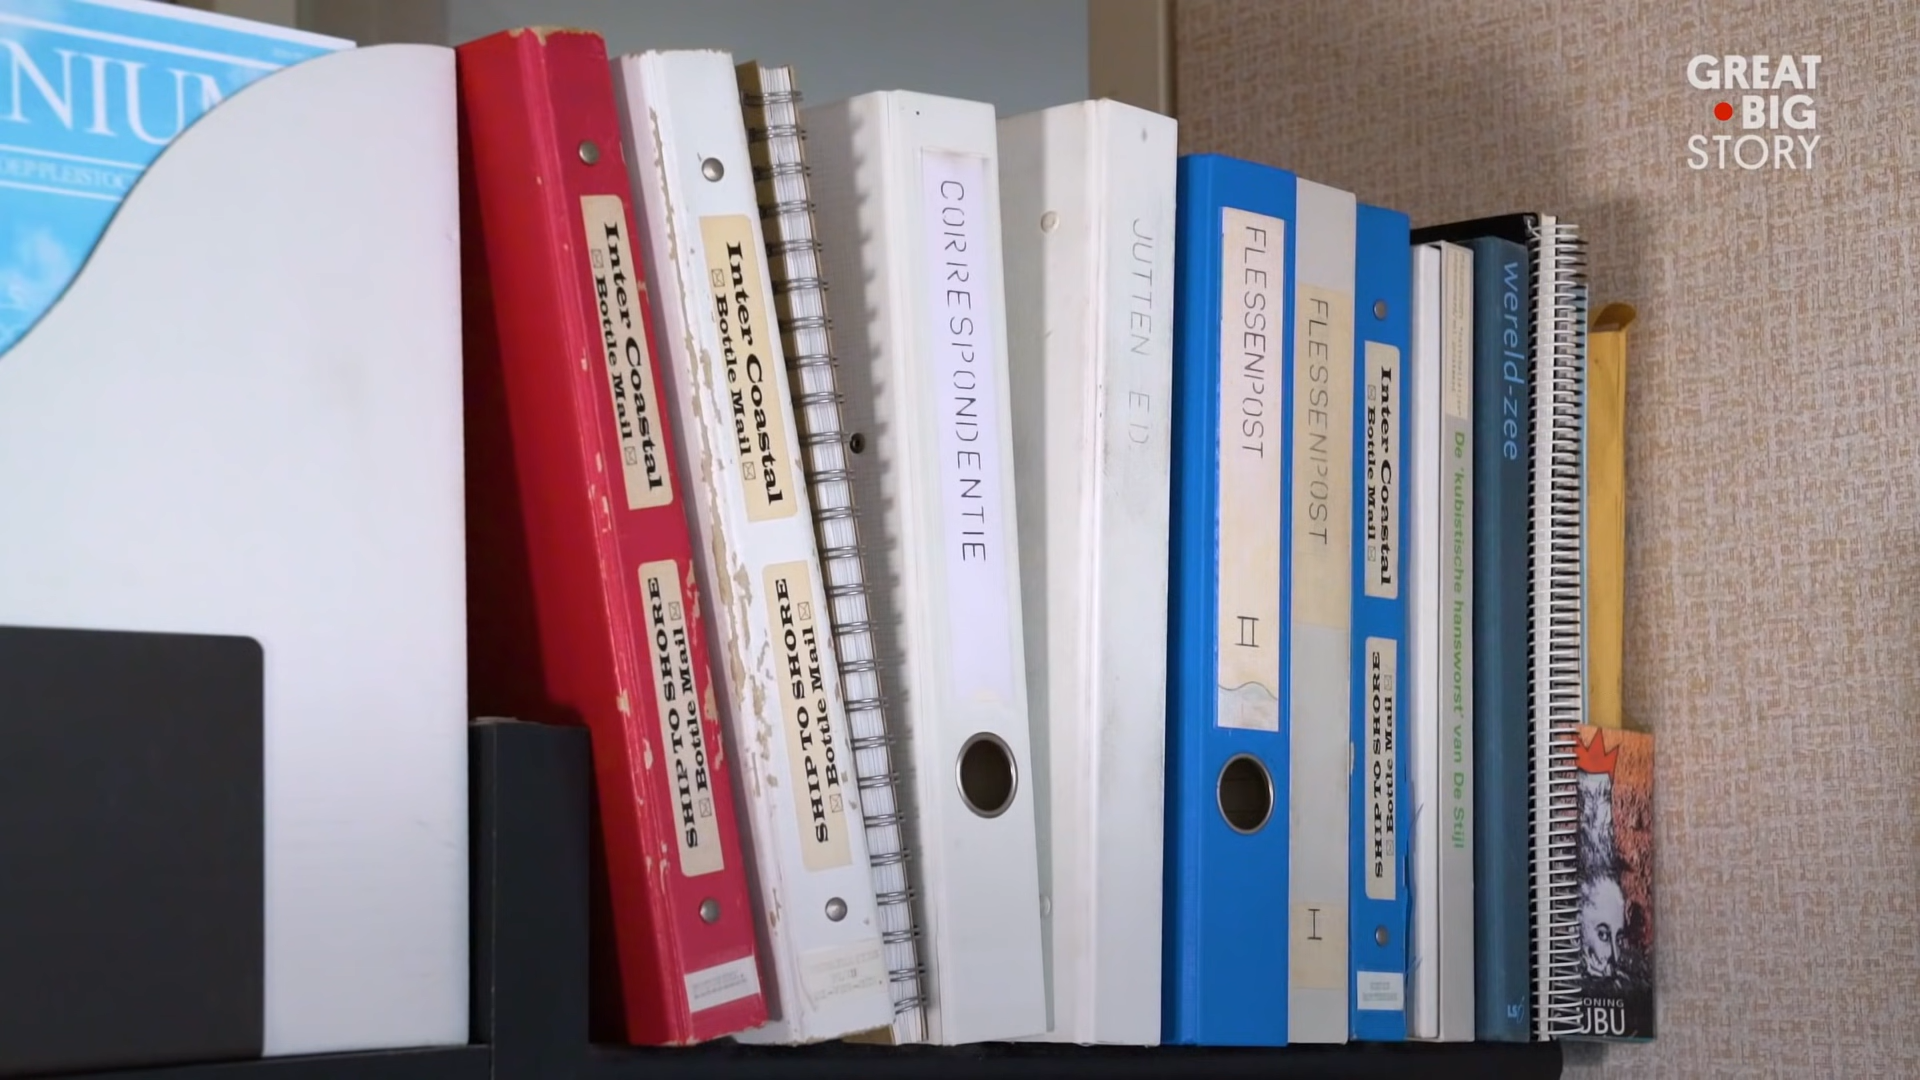 NIUM
GREAT
BIG
STORY
Inter Coastal
Bottle Mail
SHIP TO SHORE
Bottle Mail
Inter Coastal
Bottle Mail
SHIP TO SHORE
Bottle Mail
CORRESPONDENTIE
JUTTEN ED.
FLESSENPOST
II
FLESSENPOST
I
Inter Coastal
Bottle Mail
SHIP TO SHORE
Bottle Mail
De 'kubistische hansworst' van De Stijl
wereld-zee
LS
KONING
UBU